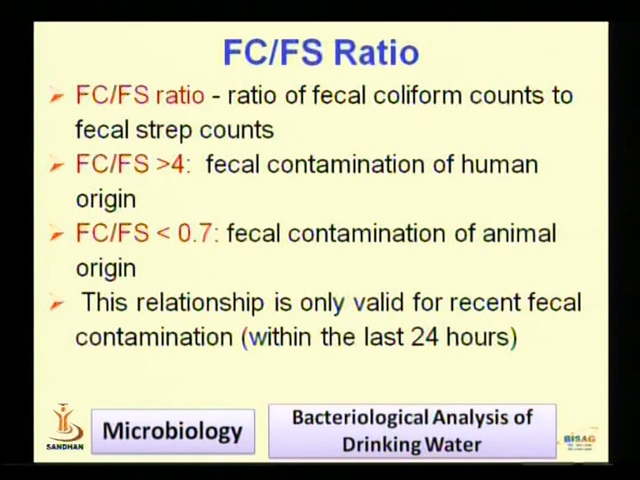 FC/FS Ratio
FC/FS ratio - ratio of fecal coliform counts to
fecal strep counts
FC/FS >4: fecal contamination of human
origin
FC/FS < 0.7: fecal contamination of animal
origin
This relationship is only valid for recent fecal
contamination (within the last 24 hours)
SANDHAN
Microbiology
Bacteriological Analysis of
Drinking Water
BISAG